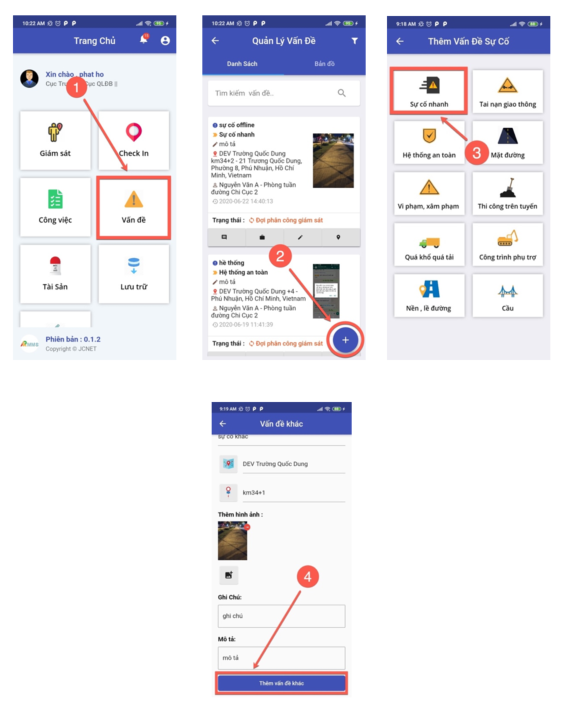 10:22 AM
Trang Chủ
Xin chào , phat ho
Cục QLĐB ||
1
Giám sát
Check In
Công việc
Vấn đề
Tài Sản
Lưu trữ
Phiên bản : 0.1.2
Copyright © JCNET
10:22 AM
Quản Lý Vấn Đề
Danh Sách
Bản đồ
Tìm kiếm vấn đề..
sự cố offline
Sự cố nhanh
mô tả
DEV Trường Quốc Dung
km34+2 - 21 Trương Quốc Dung,
Phường 8, Phú Nhuận, Hồ Chí
Minh, Vietnam
Nguyễn Văn A - Phòng tuần
đường Chi Cục 2
2020-06-22 14:40:13
Trạng thái : Đợi phân công giám sát
2
hệ thống
Hệ thống an toàn
mô tả
DEV Trường Quốc Dung +4 -
Phú Nhuận, Hồ Chí Minh, Vietnam
Nguyễn Văn A - Phòng tuần
đường Chi Cục 2
2020-06-19 11:41:39
Trạng thái : Đợi phân công giám sát
+
9:18 AM
Thêm Vấn Đề Sự Cố
Sự cố nhanh
Tai nạn giao thông
3
Hệ thống an toàn
Mặt đường
Vi phạm, xâm phạm
Thi công trên tuyến
Quá khổ quá tải
Công trình phụ trợ
Nền , lề đường
Cầu
9:19 AM
Vấn đề khác
sự cố khác
DEV Trường Quốc Dung
km34+1
Thêm hình ảnh :
4
Ghi Chú:
ghi chú
Mô tả:
mô tả
Thêm vấn đề khác